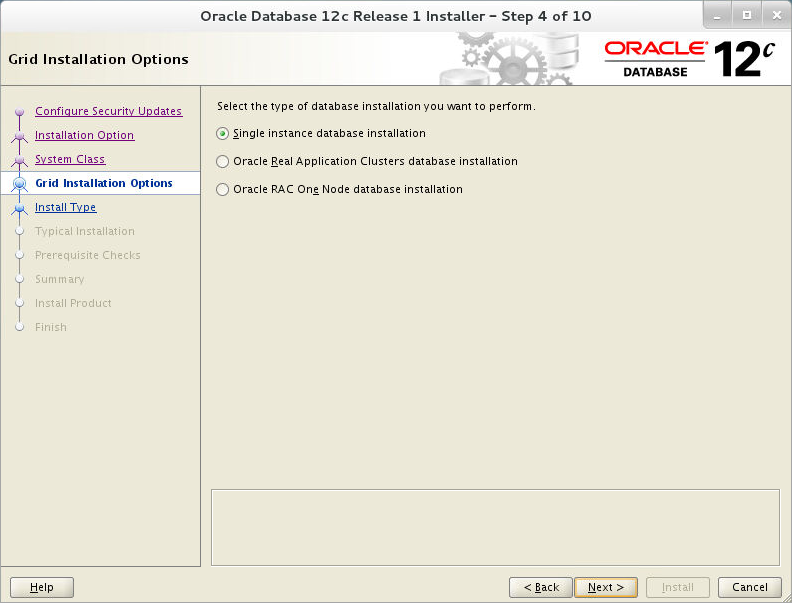 Oracle Database 12c Release 1 Installer – Step 4 of 10
Grid Installation Options
ORACLE®
DATABASE
12c
Configure Security Updates
Installation Option
System Class
Grid Installation Options
Install Type
Typical Installation
Prerequisite Checks
Summary
Install Product
Finish
Select the type of database installation you want to perform.
Single instance database installation
Oracle Real Application Clusters database installation
Oracle RAC One Node database installation
Help
< Back
Next >
Install
Cancel